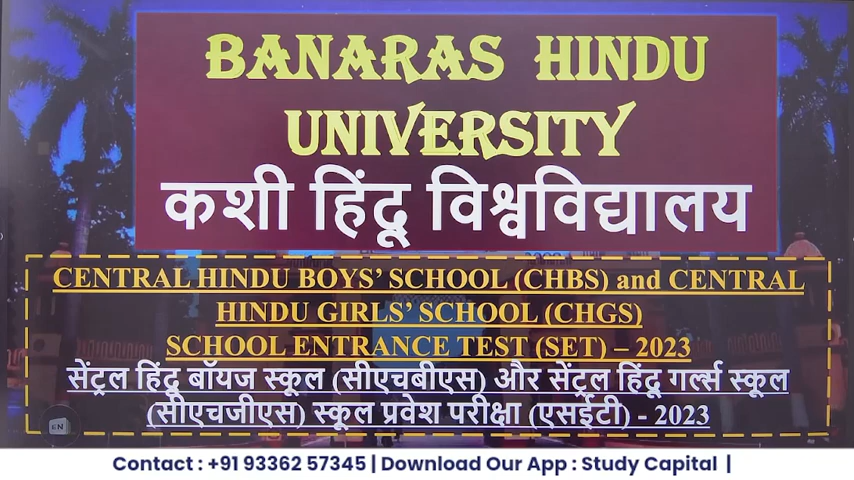 BANARAS HINDU
UNIVERSITY
कशी हिंदू विश्वविद्यालय
CENTRAL HINDU BOYS’ SCHOOL (CHBS) and CENTRAL
HINDU GIRLS’ SCHOOL (CHGS)
SCHOOL ENTRANCE TEST (SET) – 2023
सेंट्रल हिंदू बॉयज स्कूल (सीएचबीएस) और सेंट्रल हिंदू गर्ल्स स्कूल
(सीएचजीएस) स्कूल प्रवेश परीक्षा (एसईटी) - 2023
EN
Contact : +91 93362 57345 | Download Our App : Study Capital |